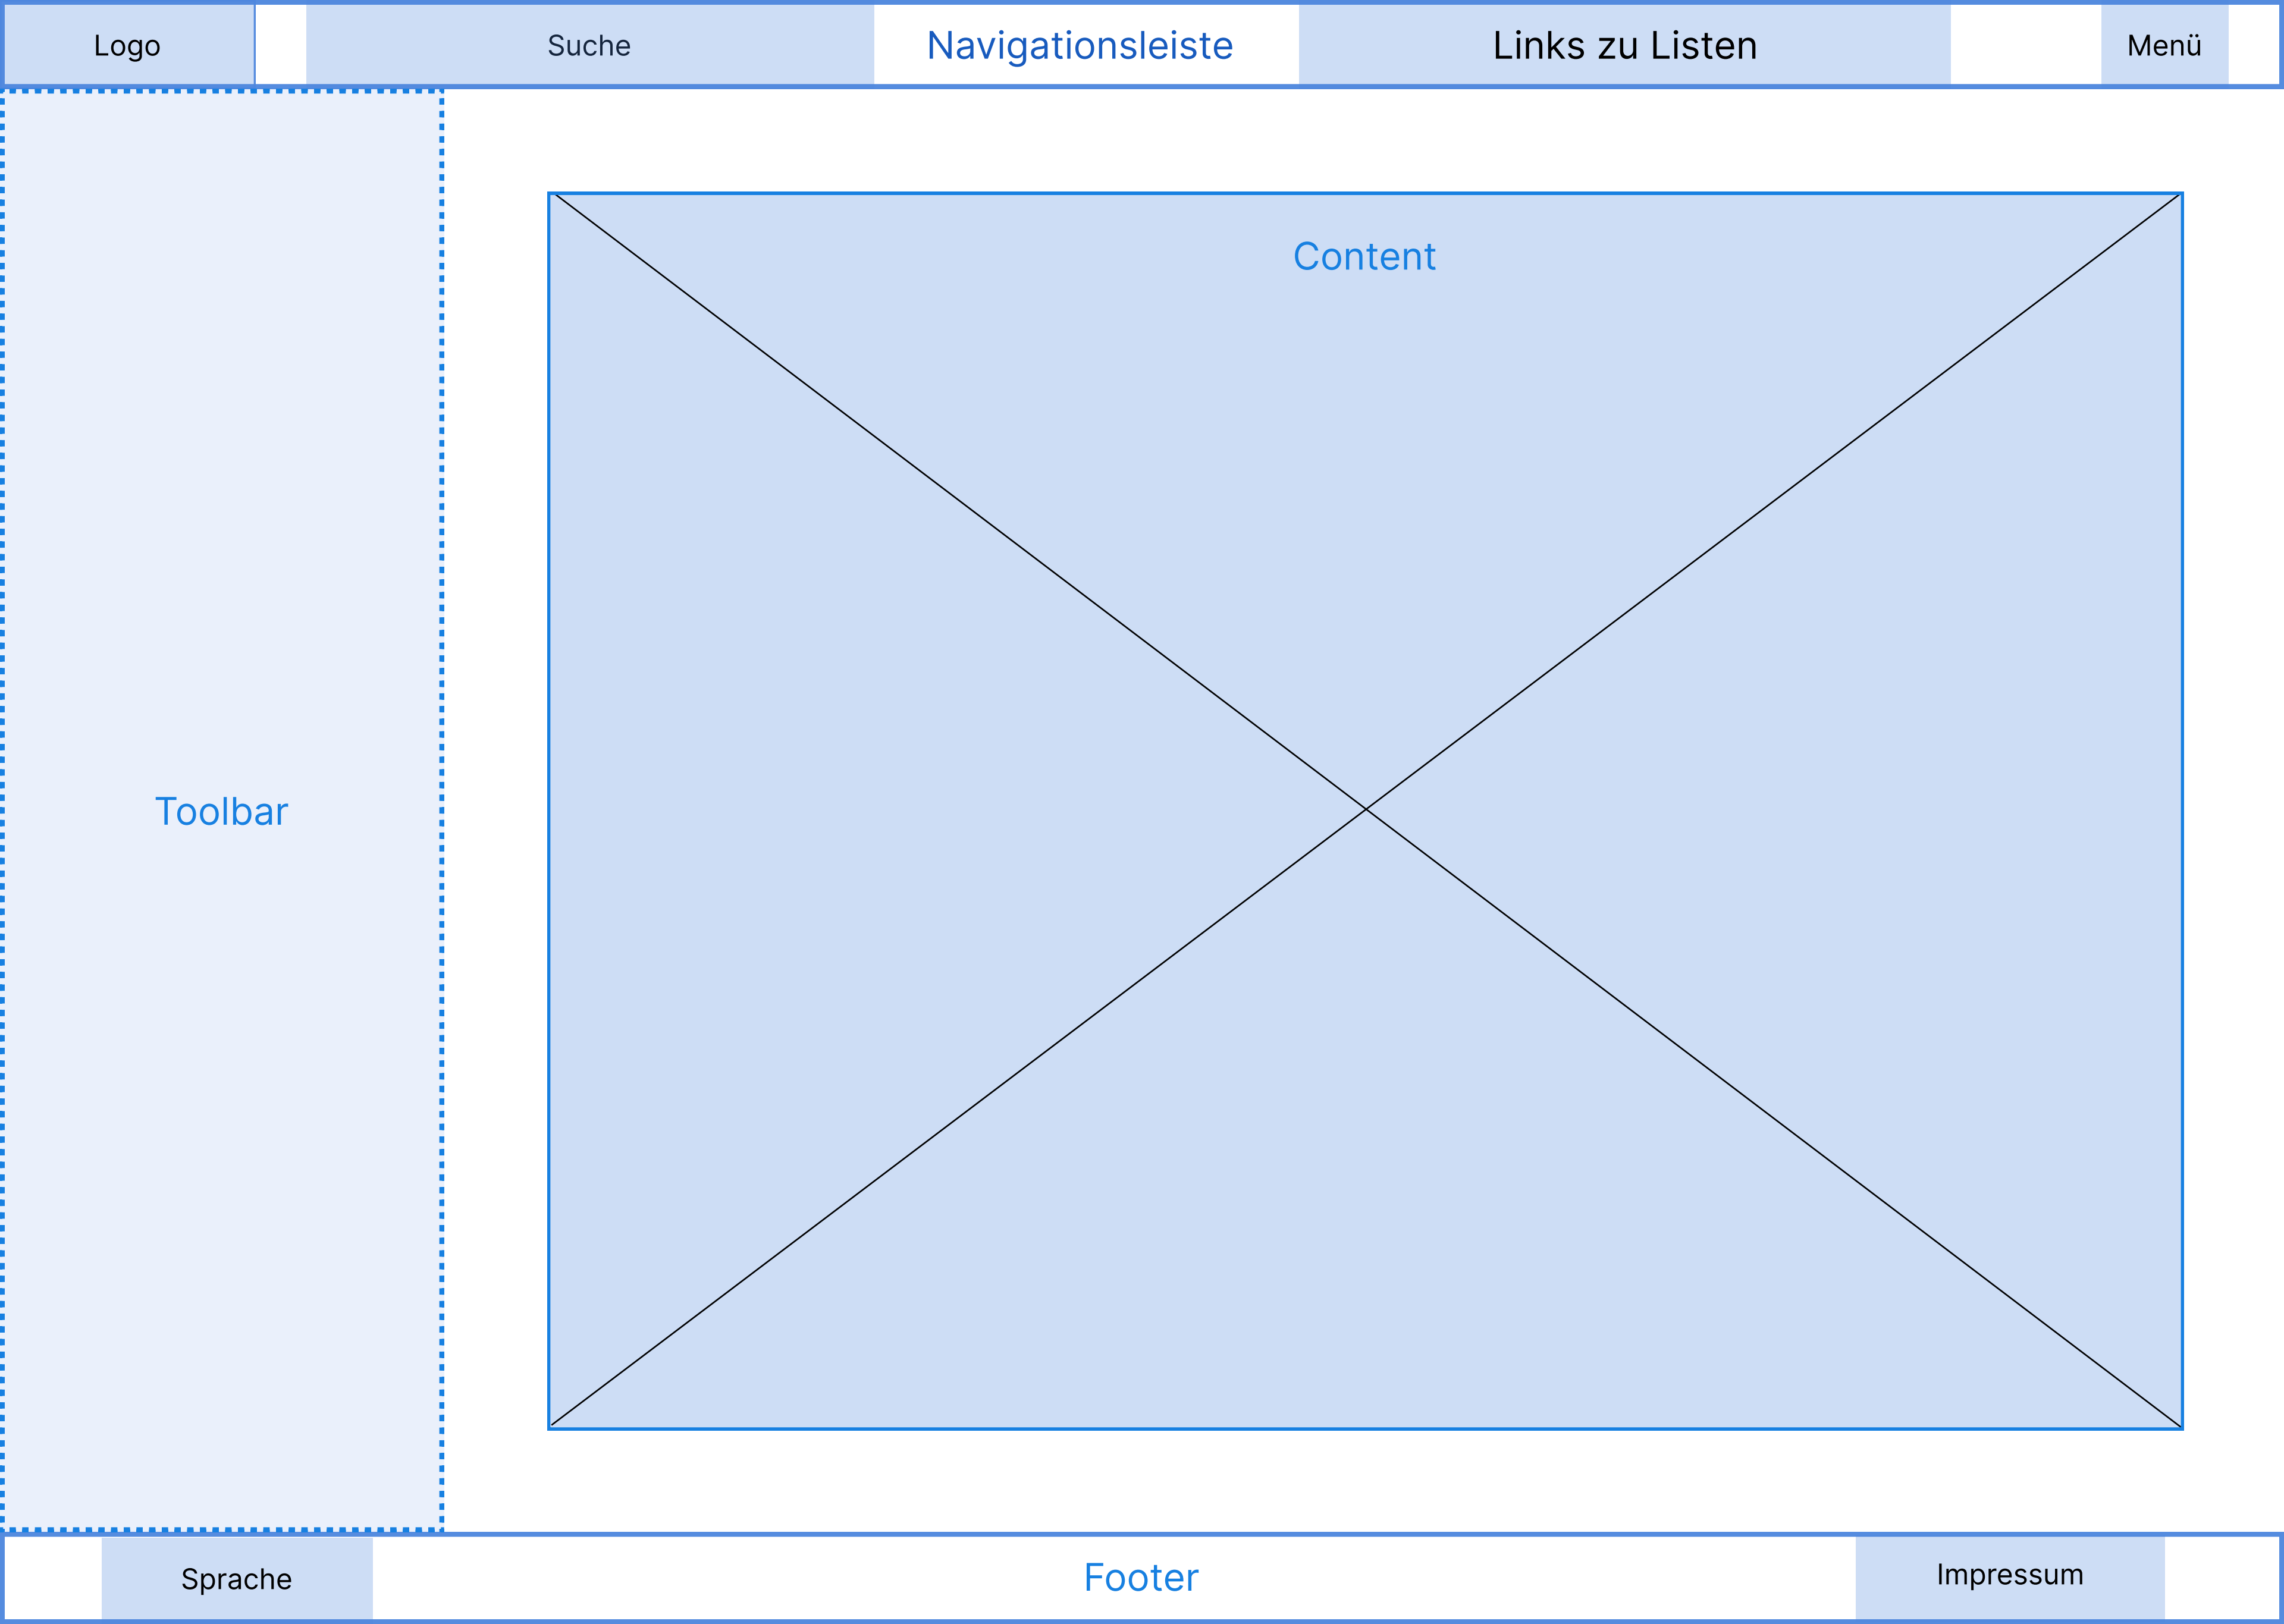 Logo
Suche
Navigationsleiste
Links zu Listen
Menü
Content
Toolbar
Sprache
Footer
Impressum